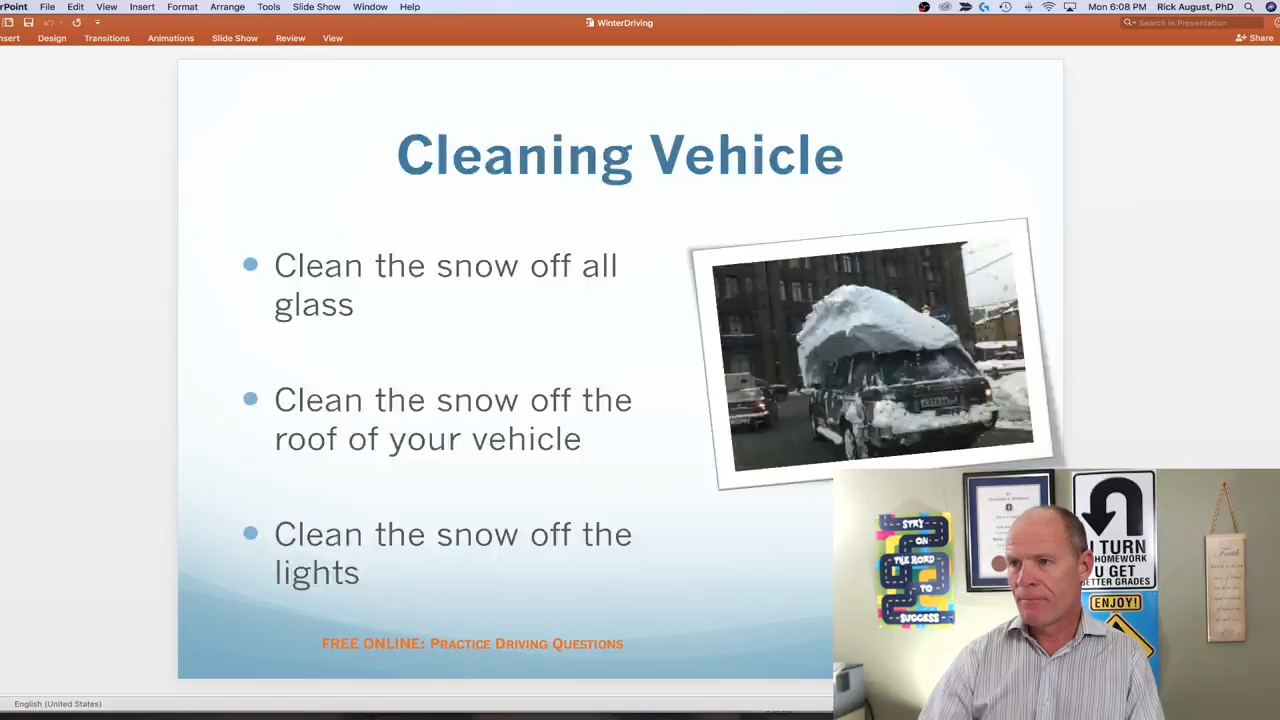 rPoint File Edit View Insert Format Arrange Tools Slide Show Window Help
Mon 6:08 PM Rick August, PhD
WinterDriving
Search in Presentation
nsert Design Transitions Animations Slide Show Review View
Share
Cleaning Vehicle
Clean the snow off all
glass
Clean the snow off the
roof of your vehicle
Clean the snow off the
lights
FREE ONLINE: PRACTICE DRIVING QUESTIONS
STAY
ON
THE ROAD
TO
SUCCESS
U TURN
HOMEWORK
U GET
BETTER GRADES
ENJOY!
Faith
English (United States)